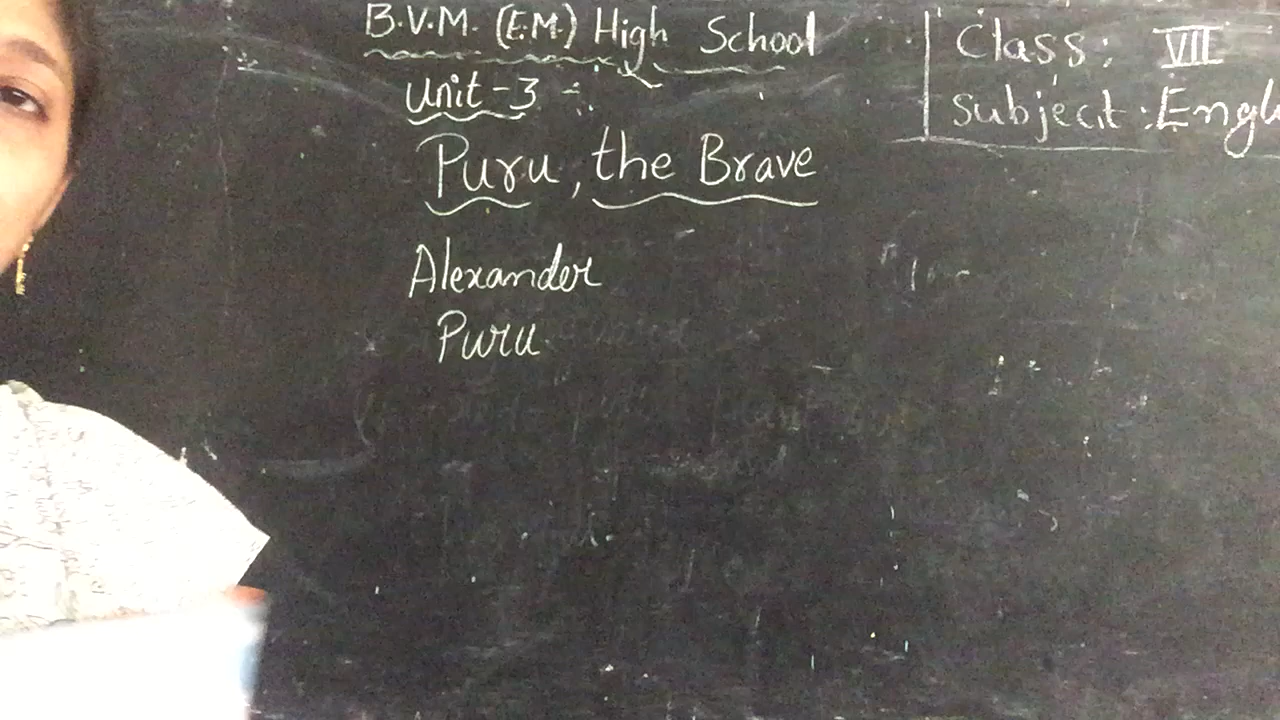 B.V.M. (E.M.) High School
Class: VII
Unit-3
Subject: Engl
Puru, the Brave
Alexander
Puru